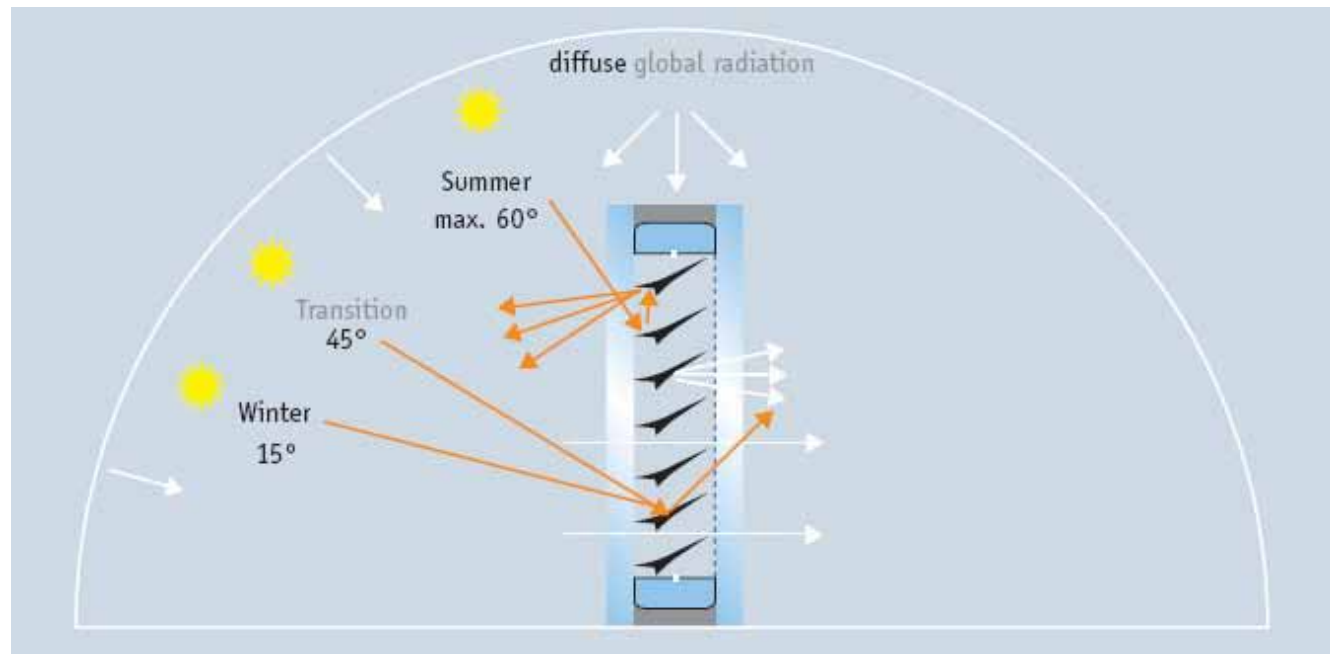 diffuse global radiation
Summer
max. 60°
Transition
45°
Winter
15°